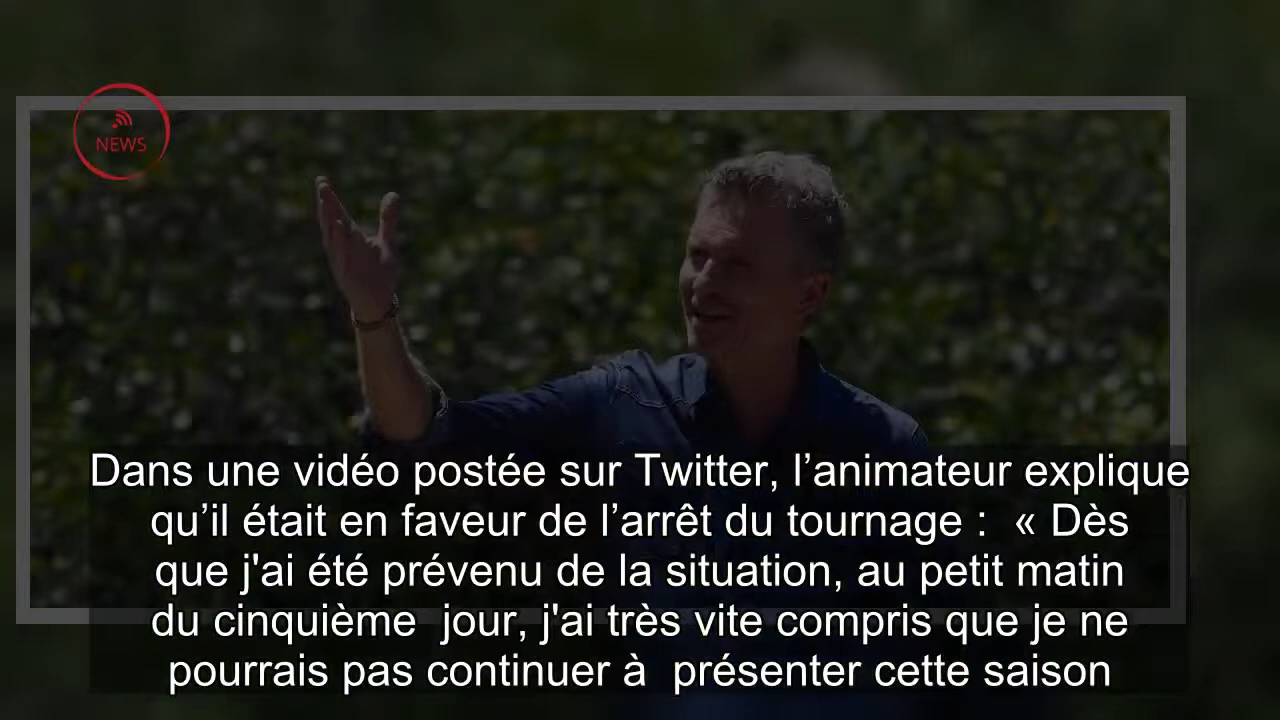 NEWS
Dans une vidéo postée sur Twitter, l’animateur explique
qu’il était en faveur de l’arrêt du tournage :  « Dès
que j'ai été prévenu de la situation, au petit matin
du cinquième  jour, j'ai très vite compris que je ne
pourrais pas continuer à  présenter cette saison